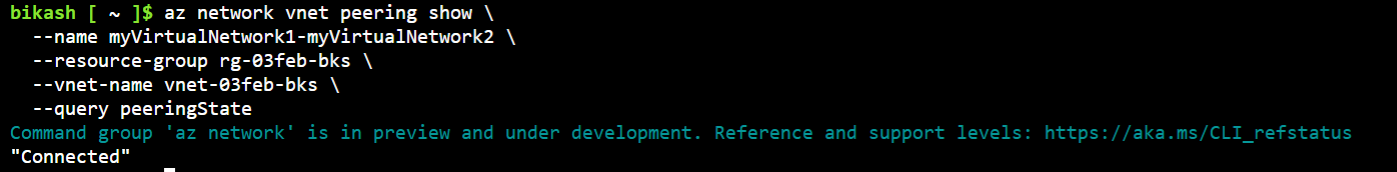 bikash [ ~ ]$ az network vnet peering show \
  --name myVirtualNetwork1-myVirtualNetwork2 \
  --resource-group rg-03feb-bks \
  --vnet-name vnet-03feb-bks \
  --query peeringState
Command group 'az network' is in preview and under development. Reference and support levels: https://aka.ms/CLI_refstatus
"Connected"